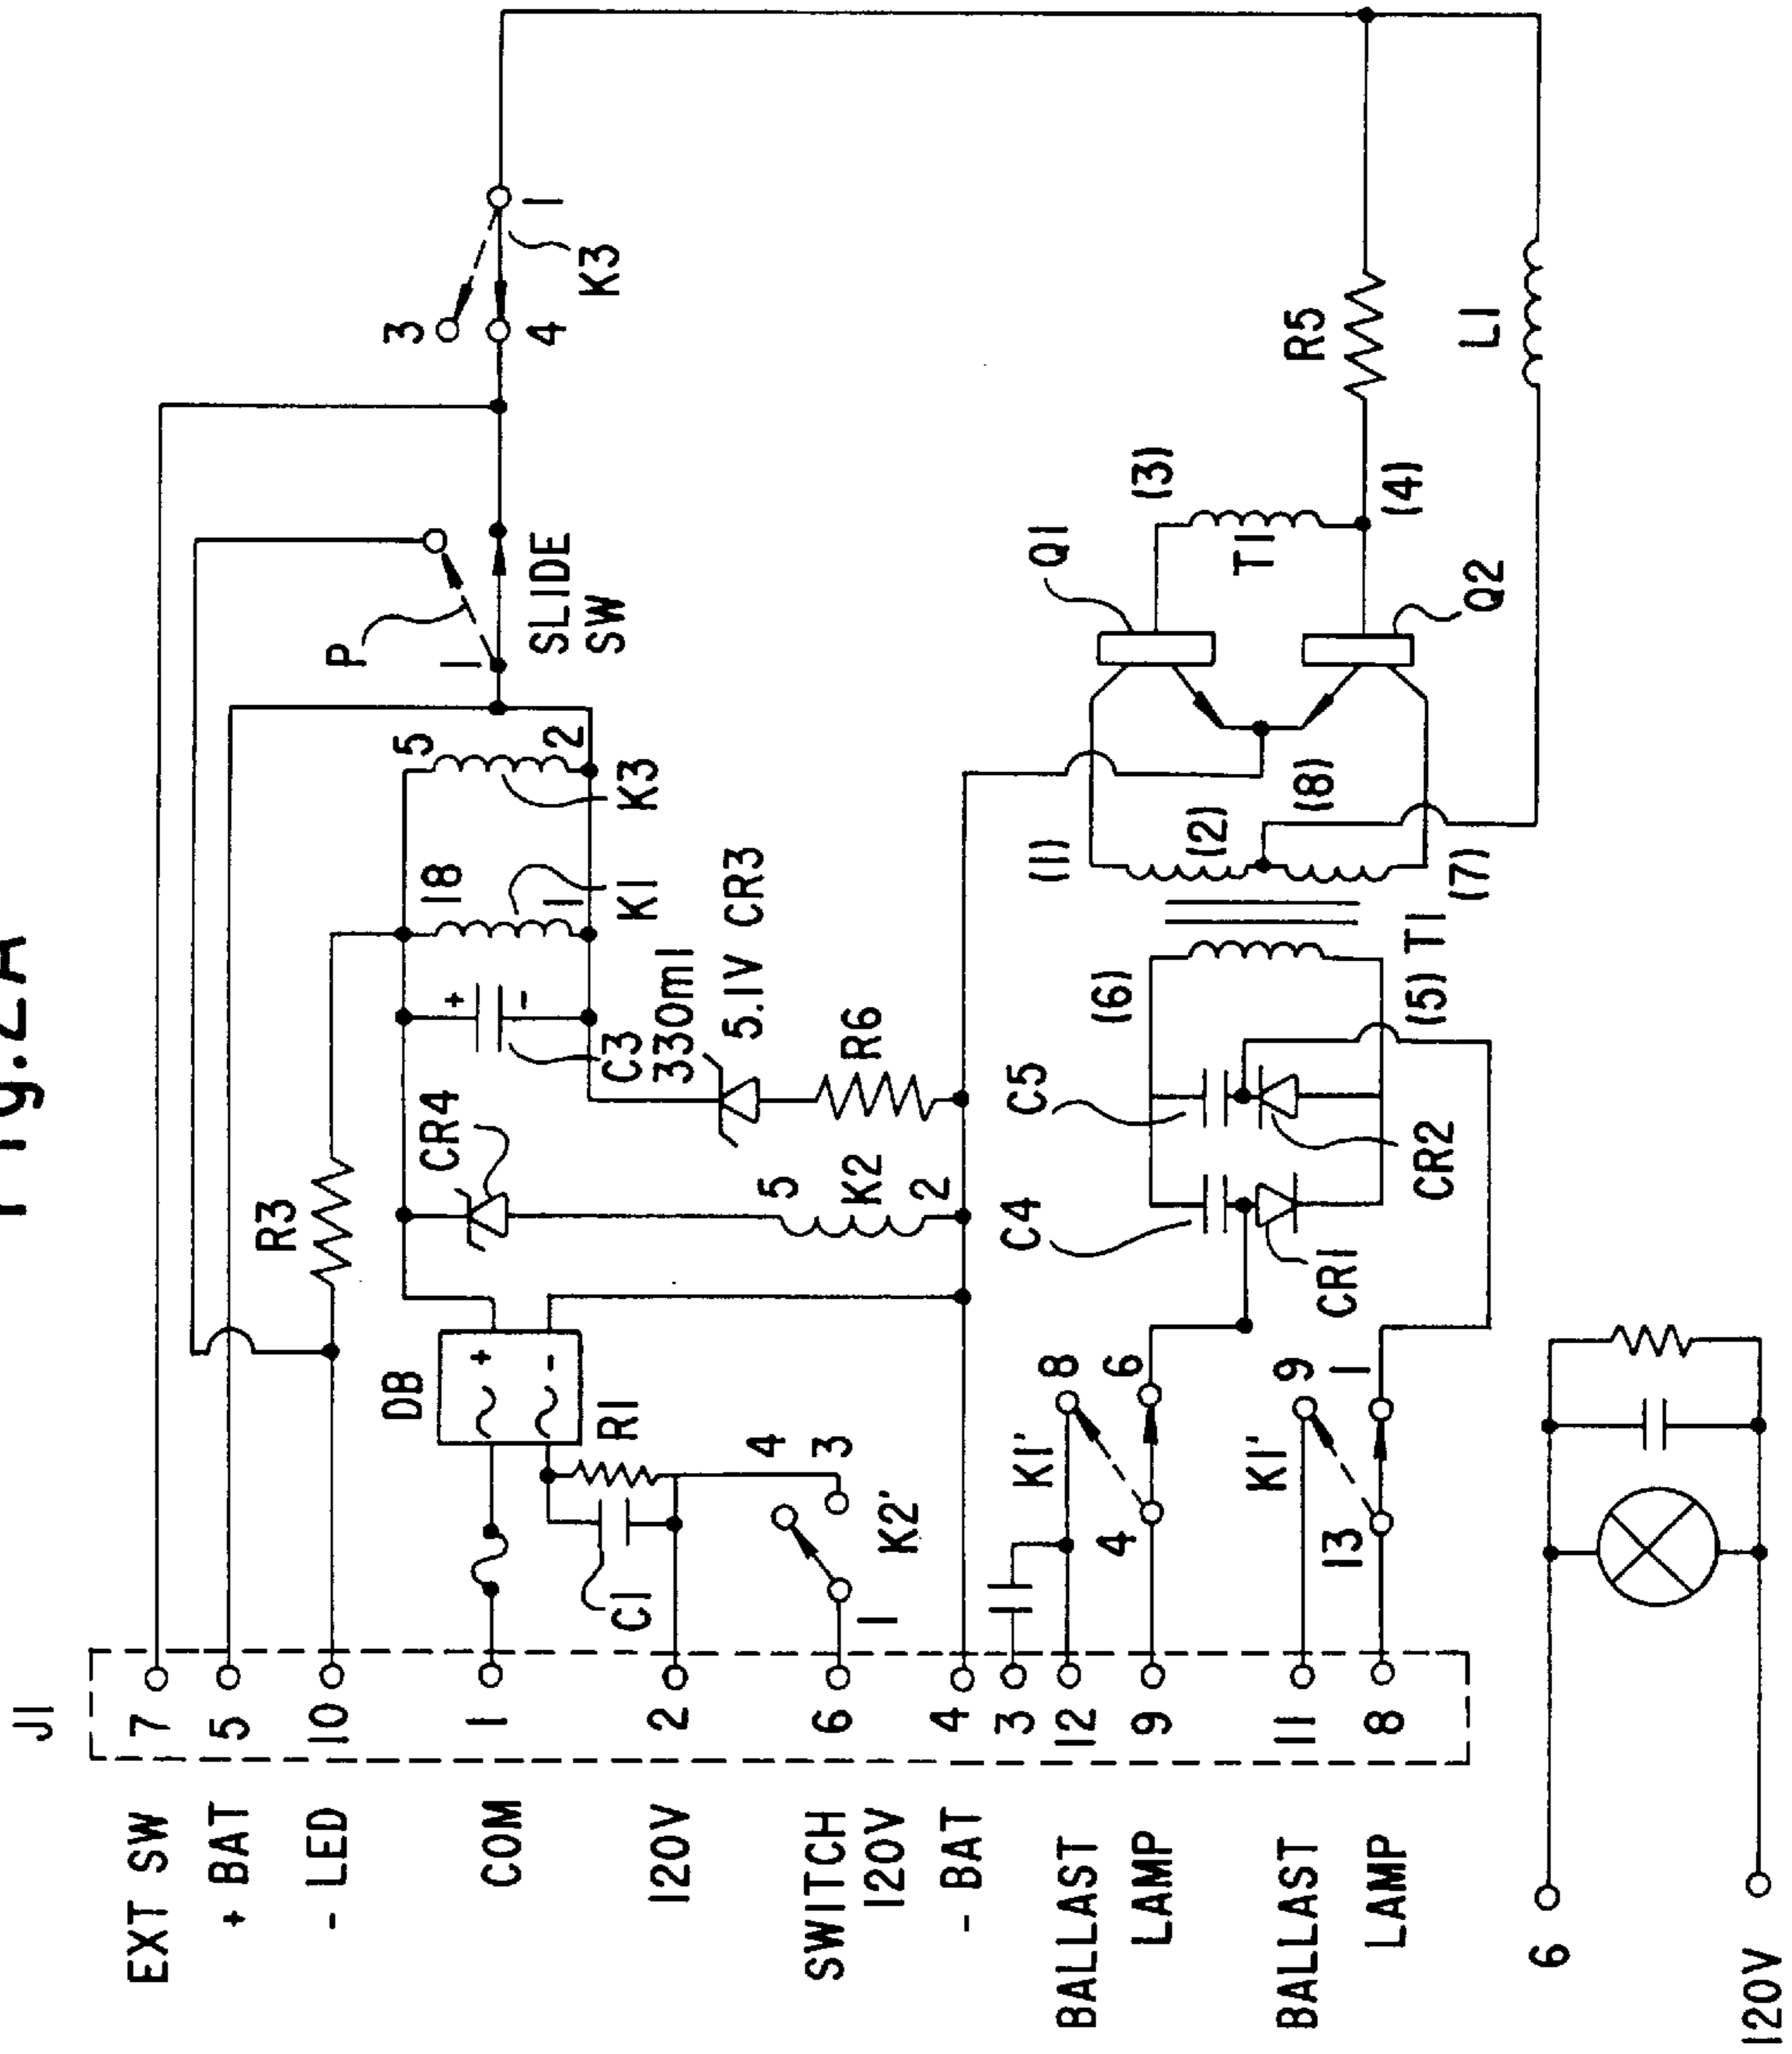 Fig.2A
J1
EXT SW
7
+ BAT
5
- LED
10
COM
1
120V
2
SWITCH
120V
6
- BAT
4
3
BALLAST
12
LAMP
9
BALLAST
11
LAMP
8
6
120V
R3
DB
+
-
R1
C1
4
3
K2'
1
K1'
8
6
4
K1'
9
1
13
CR4
K2
5
2
C3
330ml
+
-
5.1V CR3
R6
18
1
K1
5
2
K3
P
1
SLIDE
SW
3
4
K3
1
C4
C5
CR1
CR2
(6)
(5) T1
(1)
(2)
(8)
(7)
Q1
Q2
T1
(3)
(4)
R5
L1